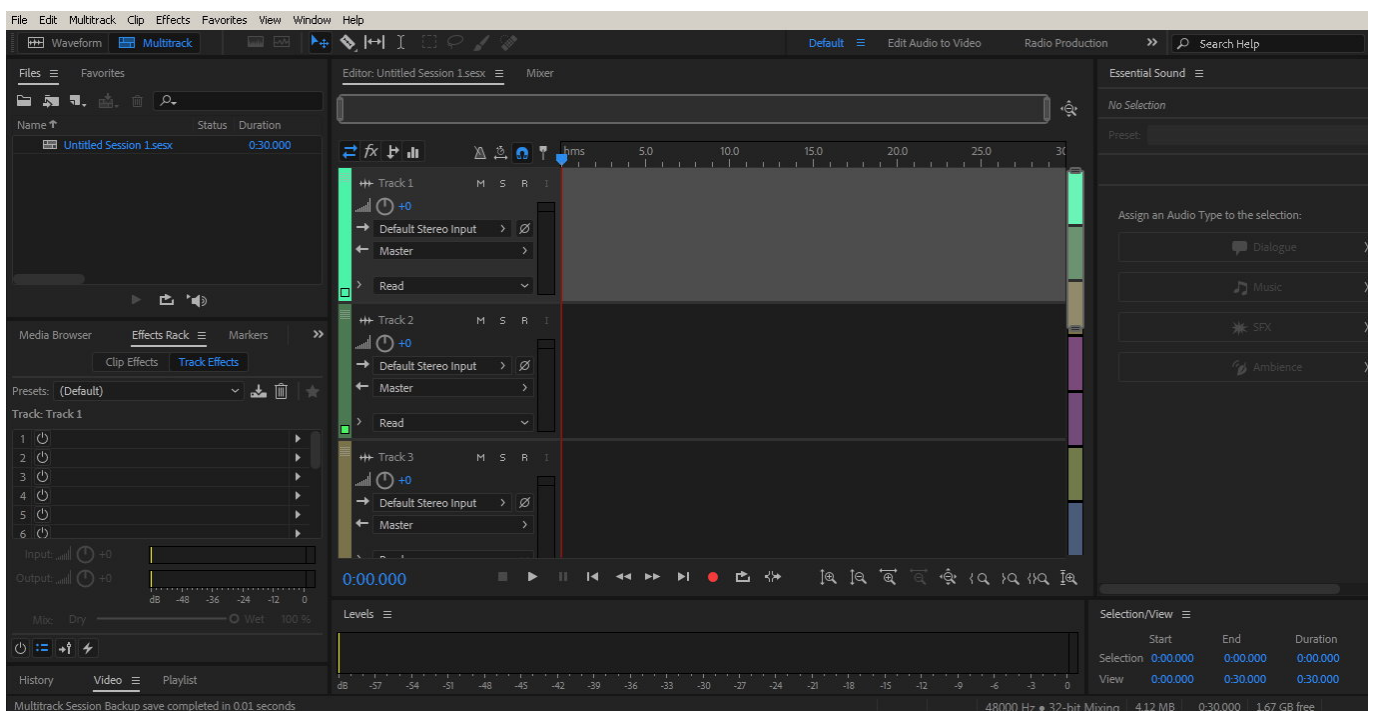 File Edit Multitrack Clip Effects Favorites View Window Help
Waveform Multitrack Default Edit Audio to Video Radio Production Search Help
Files Favorites
Name Status Duration
Untitled Session 1.sesx 0:30.000
Media Browser Effects Rack Markers
Clip Effects Track Effects
Presets: (Default)
Track: Track 1
1
2
3
4
5
6
Input: +0
Output: +0
dB -48 -36 -24 -12 0
Mix: Dry Wet 100 %
History Video Playlist
Editor: Untitled Session 1.sesx Mixer
fx hms 5.0 10.0 15.0 20.0 25.0 30
Track 1 M S R I
+0
Default Stereo Input
Master
Read
Track 2 M S R I
+0
Default Stereo Input
Master
Read
Track 3 M S R I
+0
Default Stereo Input
Master
0:00.000
Levels
dB -57 -54 -51 -48 -45 -42 -39 -36 -33 -30 -27 -24 -21 -18 -15 -12 -9 -6 -3 0
Essential Sound
No Selection
Preset:
Assign an Audio Type to the selection:
Dialogue
Music
SFX
Ambience
Selection/View
Start End Duration
Selection 0:00.000 0:00.000 0:00.000
View 0:00.000 0:30.000 0:30.000
Multitrack Session Backup save completed in 0.01 seconds 48000 Hz ● 32-bit Mixing 4.12 MB 0:30.000 1.67 GB free